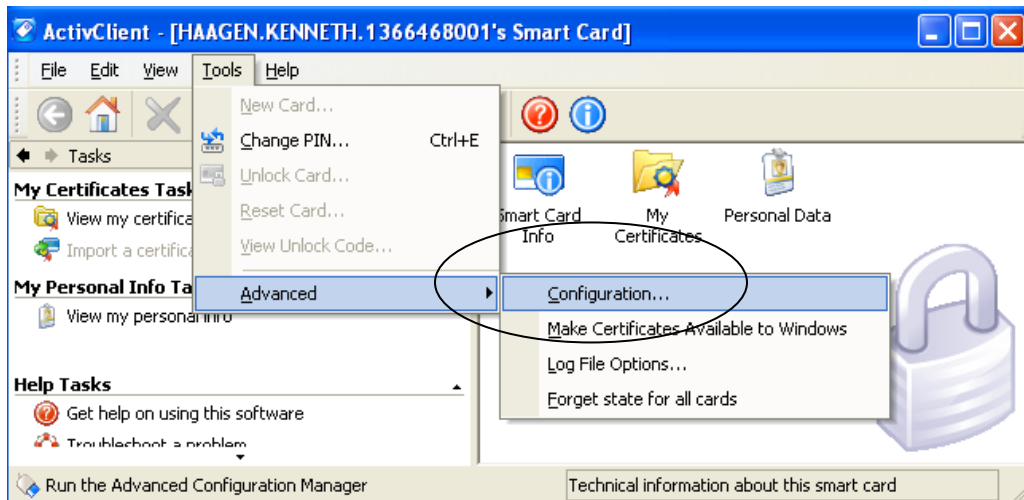 ActivClient - [HAAGEN.KENNETH.1366468001's Smart Card]
File Edit View Tools Help
New Card...
Change PIN... Ctrl+E
Unlock Card...
Reset Card...
View Unlock Code...
Advanced
Configuration...
Make Certificates Available to Windows
Log File Options...
Forget state for all cards
Tasks
My Certificates Task
View my certifica
Import a certifica
My Personal Info Ta
View my personal info
Help Tasks
Get help on using this software
Troubleshoot a problem
Smart Card
Info
My
Certificates
Personal Data
Run the Advanced Configuration Manager
Technical information about this smart card